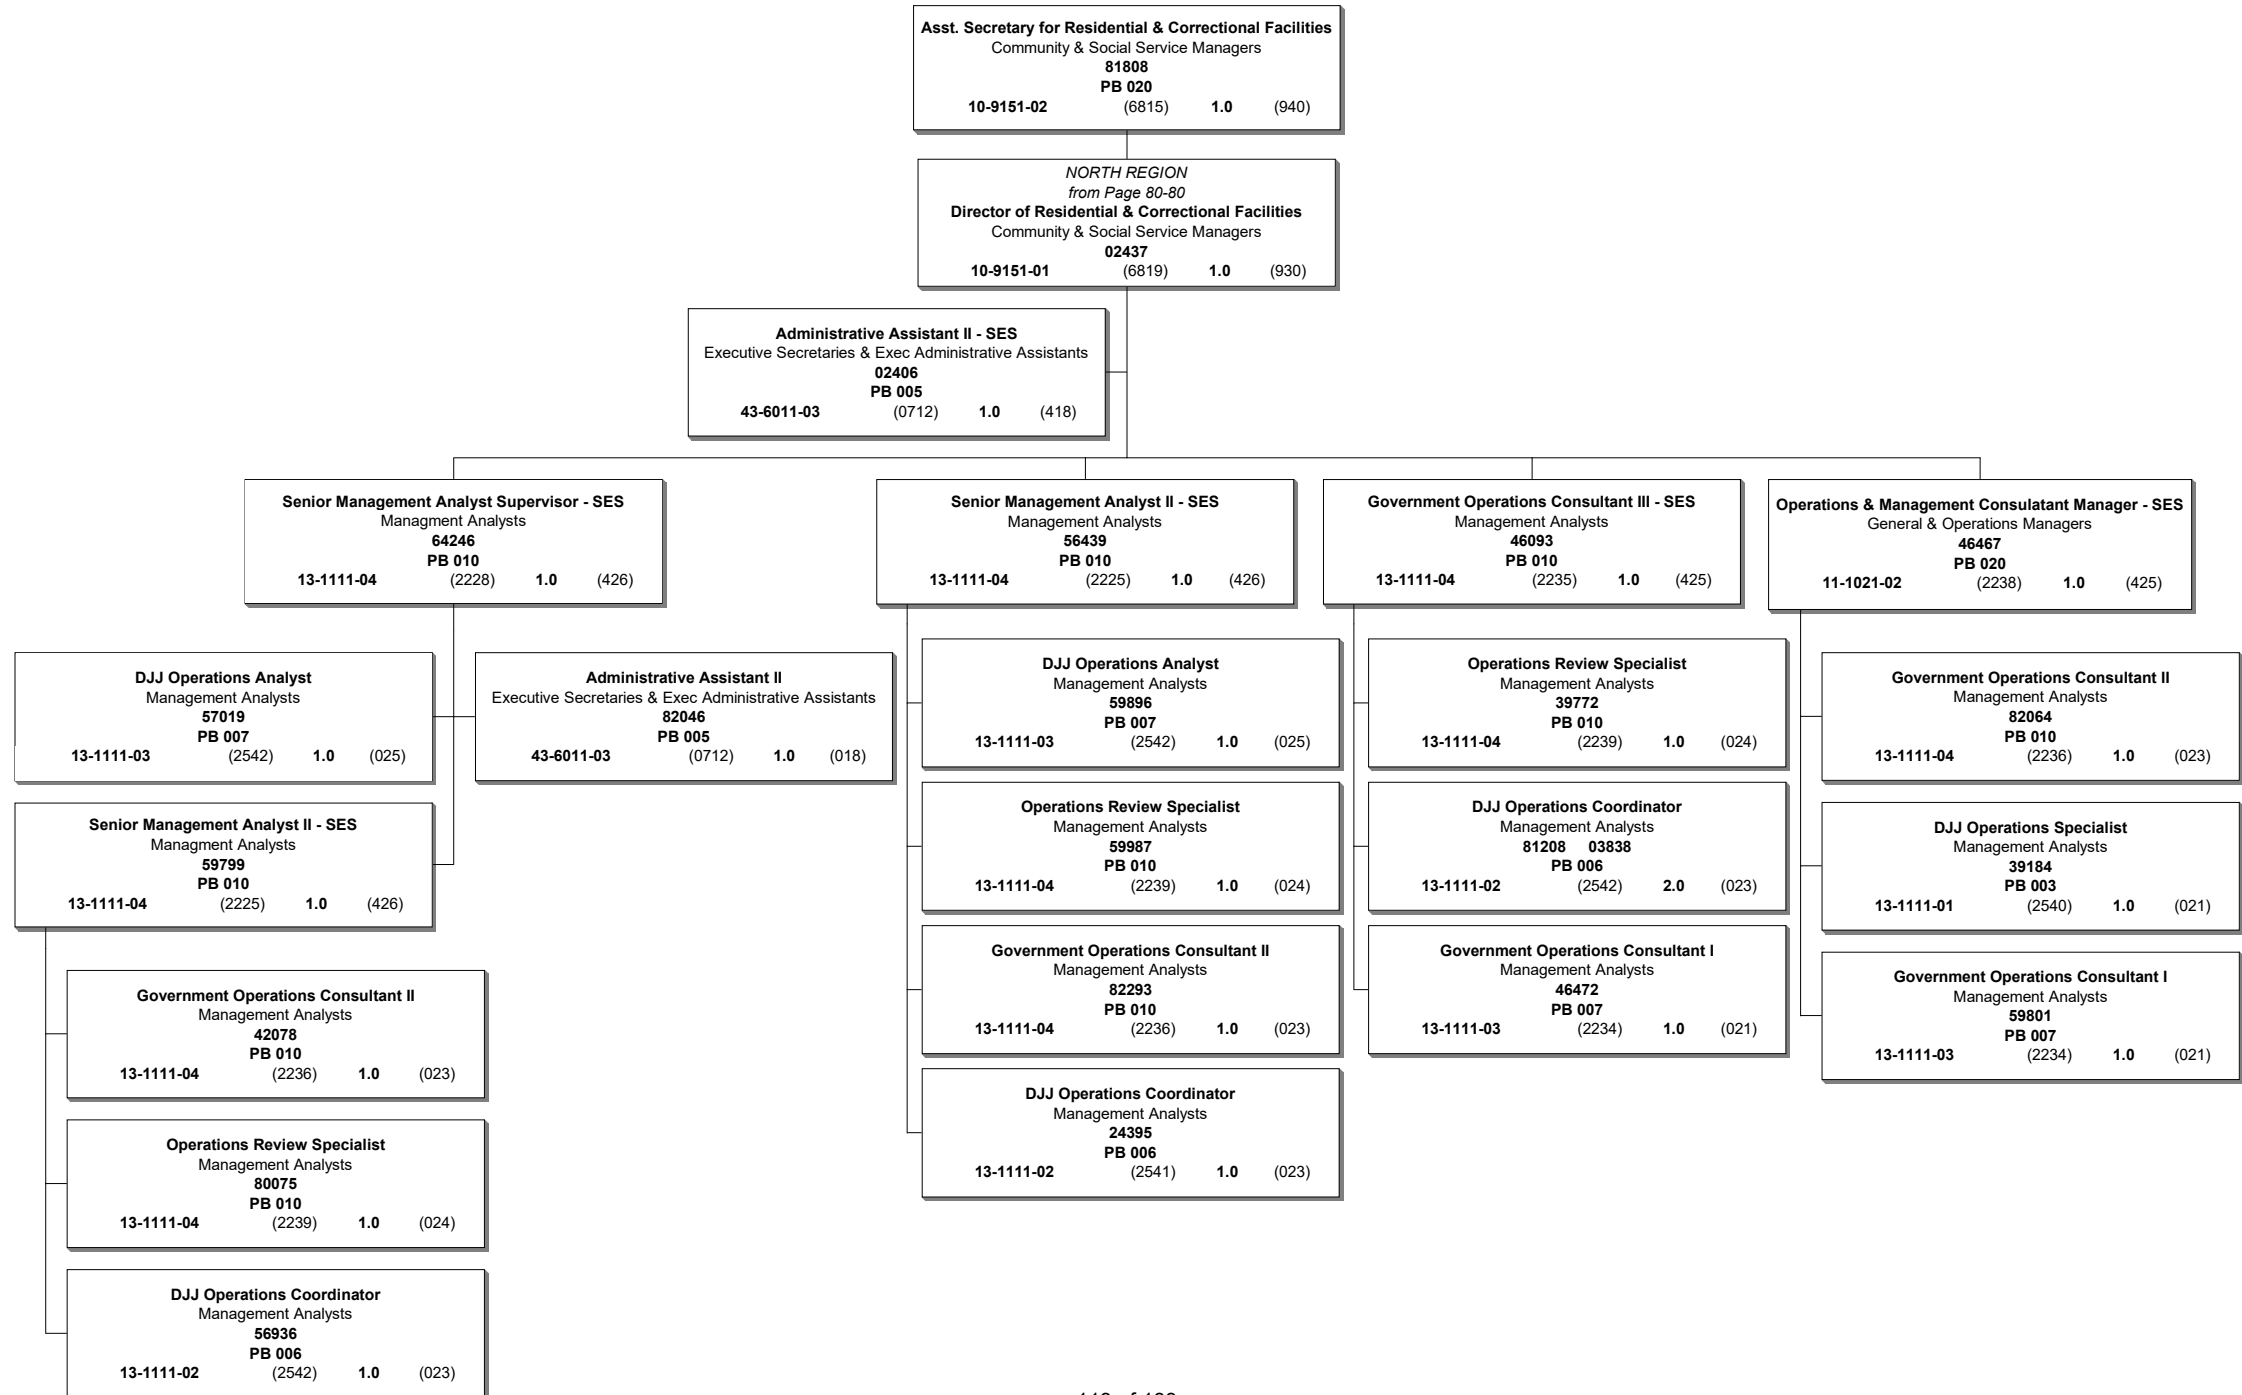 Asst. Secretary for Residential & Correctional Facilities
Community & Social Service Managers
81808
PB 020
10-9151-02 (6815) 1.0 (940)
NORTH REGION
from Page 80-80
Director of Residential & Correctional Facilities
Community & Social Service Managers
02437
10-9151-01 (6819) 1.0 (930)
Administrative Assistant II - SES
Executive Secretaries & Exec Administrative Assistants
02406
PB 005
43-6011-03 (0712) 1.0 (418)
Senior Management Analyst Supervisor - SES
Managment Analysts
64246
PB 010
13-1111-04 (2228) 1.0 (426)
DJJ Operations Analyst
Management Analysts
57019
PB 007
13-1111-03 (2542) 1.0 (025)
Administrative Assistant II
Executive Secretaries & Exec Administrative Assistants
82046
PB 005
43-6011-03 (0712) 1.0 (018)
Senior Management Analyst II - SES
Managment Analysts
59799
PB 010
13-1111-04 (2225) 1.0 (426)
Government Operations Consultant II
Management Analysts
42078
PB 010
13-1111-04 (2236) 1.0 (023)
Operations Review Specialist
Management Analysts
80075
PB 010
13-1111-04 (2239) 1.0 (024)
DJJ Operations Coordinator
Management Analysts
56936
PB 006
13-1111-02 (2542) 1.0 (023)
Senior Management Analyst II - SES
Management Analysts
56439
PB 010
13-1111-04 (2225) 1.0 (426)
DJJ Operations Analyst
Management Analysts
59896
PB 007
13-1111-03 (2542) 1.0 (025)
Operations Review Specialist
Management Analysts
59987
PB 010
13-1111-04 (2239) 1.0 (024)
Government Operations Consultant II
Management Analysts
82293
PB 010
13-1111-04 (2236) 1.0 (023)
DJJ Operations Coordinator
Management Analysts
24395
PB 006
13-1111-02 (2541) 1.0 (023)
Government Operations Consultant III - SES
Management Analysts
46093
PB 010
13-1111-04 (2235) 1.0 (425)
Operations Review Specialist
Management Analysts
39772
PB 010
13-1111-04 (2239) 1.0 (024)
DJJ Operations Coordinator
Management Analysts
81208 03838
PB 006
13-1111-02 (2542) 2.0 (023)
Government Operations Consultant I
Management Analysts
46472
PB 007
13-1111-03 (2234) 1.0 (021)
Operations & Management Consulatant Manager - SES
General & Operations Managers
46467
PB 020
11-1021-02 (2238) 1.0 (425)
Government Operations Consultant II
Management Analysts
82064
PB 010
13-1111-04 (2236) 1.0 (023)
DJJ Operations Specialist
Management Analysts
39184
PB 003
13-1111-01 (2540) 1.0 (021)
Government Operations Consultant I
Management Analysts
59801
PB 007
13-1111-03 (2234) 1.0 (021)